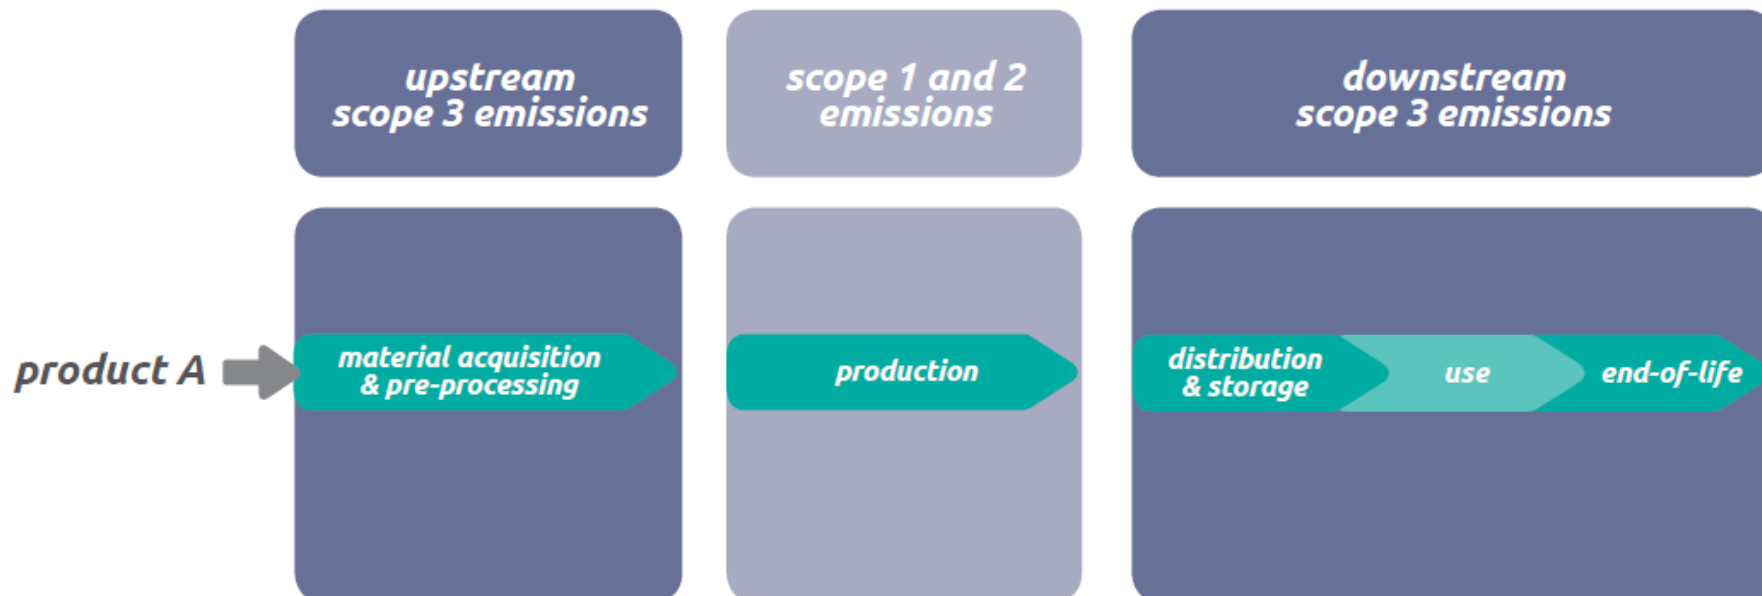 upstream
scope 3 emissions
scope 1 and 2
emissions
downstream
scope 3 emissions
product A
material acquisition
& pre-processing
production
distribution
& storage
use
end-of-life